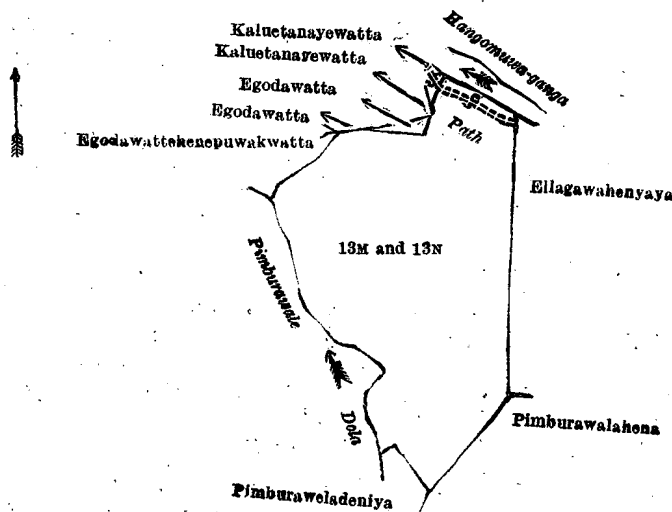 Kaluetanayewatta
Kaluetanayewatta
Egodawatta
Egodawatta
Egodawattehenepuwakwatta
Hangomuwa-ganga
Path
Ellagawahenyaya
13M and 13N
Pimburawale
Dola
Pimburawalahena
Pimburaweladeniya